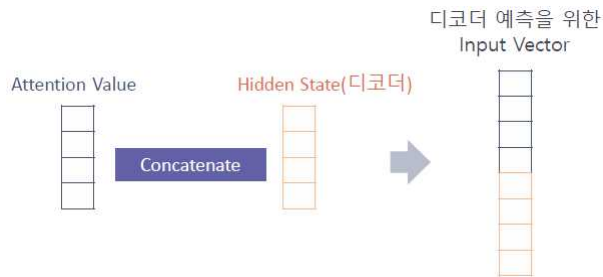 디코더 예측을 위한
Input Vector
Attention Value
Hidden State(디코더)
Concatenate